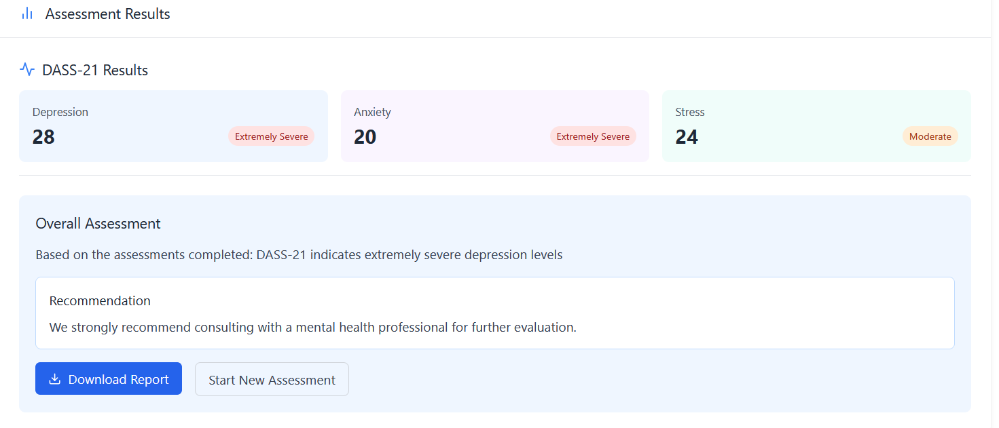 Assessment Results
DASS-21 Results
Depression
28
Extremely Severe
Anxiety
20
Extremely Severe
Stress
24
Moderate
Overall Assessment
Based on the assessments completed: DASS-21 indicates extremely severe depression levels
Recommendation
We strongly recommend consulting with a mental health professional for further evaluation.
Download Report
Start New Assessment